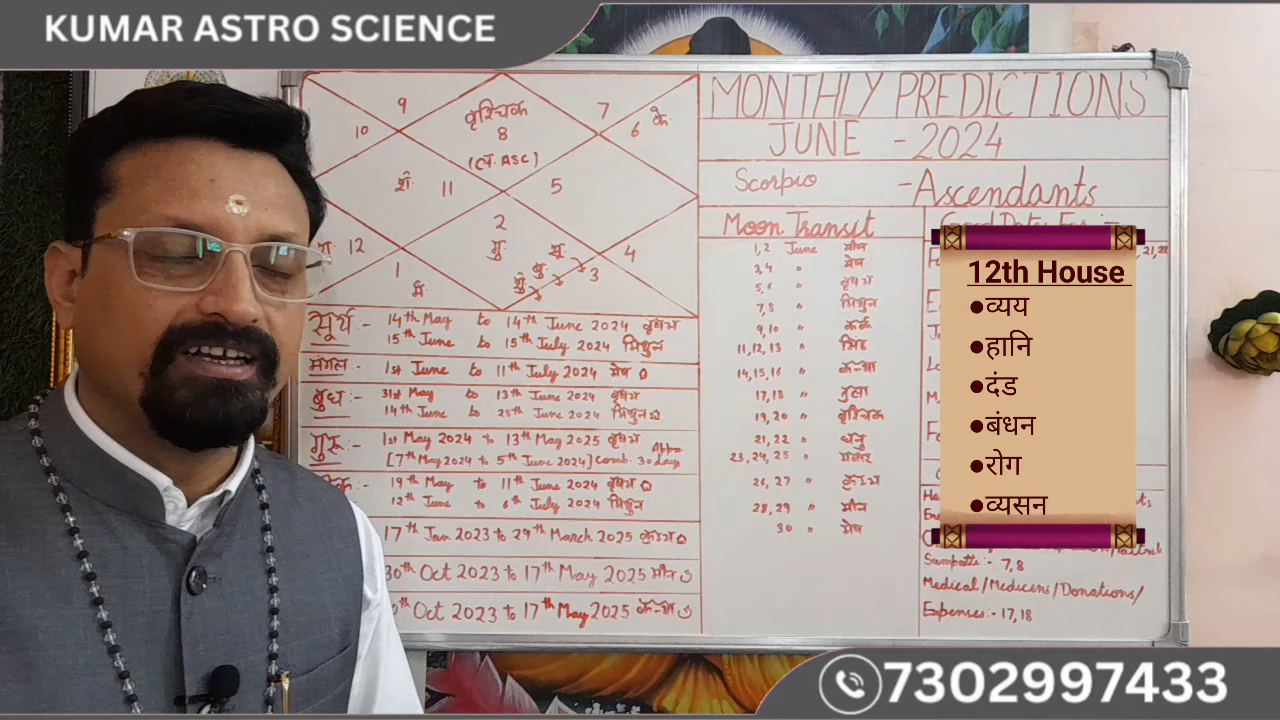 KUMAR ASTRO SCIENCE
9
वृश्चिक
7
के.
10
8
6
(ल. ASC)
शं
11
5
2
12
गु.
4
1
बु
3
मं
शु
सूर्य :- 14th May to 14th June 2024 वृषभ
15th June to 15th July 2024 मिथुन
मंगल :- 1st June to 11th July 2024 मेष
बुध :- 31st May to 13th June 2024 वृषभ
14th June to 28th June 2024 मिथुन
गुरू :- 1st May 2024 to 13th May 2025 वृषभ
[7th May 2024 to 5th June 2024] Comb. 30 days
19th May to 11th June 2024 वृषभ
12th June to 6th July 2024 मिथुन
17th Jan 2023 to 29th March 2025 कुंभ
30th Oct 2023 to 17th May 2025 मीन
th Oct 2023 to 17th May 2025 कन्या
MONTHLY PREDICTIONS
JUNE - 2024
Scorpio - Ascendants
Moon Transit
1,2 June मीन
3,4 " मेष
5,6 " वृषभ
7,8 " मिथुन
9,10 " कर्क
11,12,13 " सिंह
14,15,16 " कन्या
17,18 " तुला
19,20 " वृश्चिक
21,22 " धनु
23,24,25 " मकर
26,27 " कुंभ
28,29 " मीन
30 " मेष
21,22
12th House
●व्यय
●हानि
●दंड
●बंधन
●रोग
●व्यसन
Sampatti :- 7,8
Medical/Medicens/Donations/
Expenses:- 17,18
7302997433